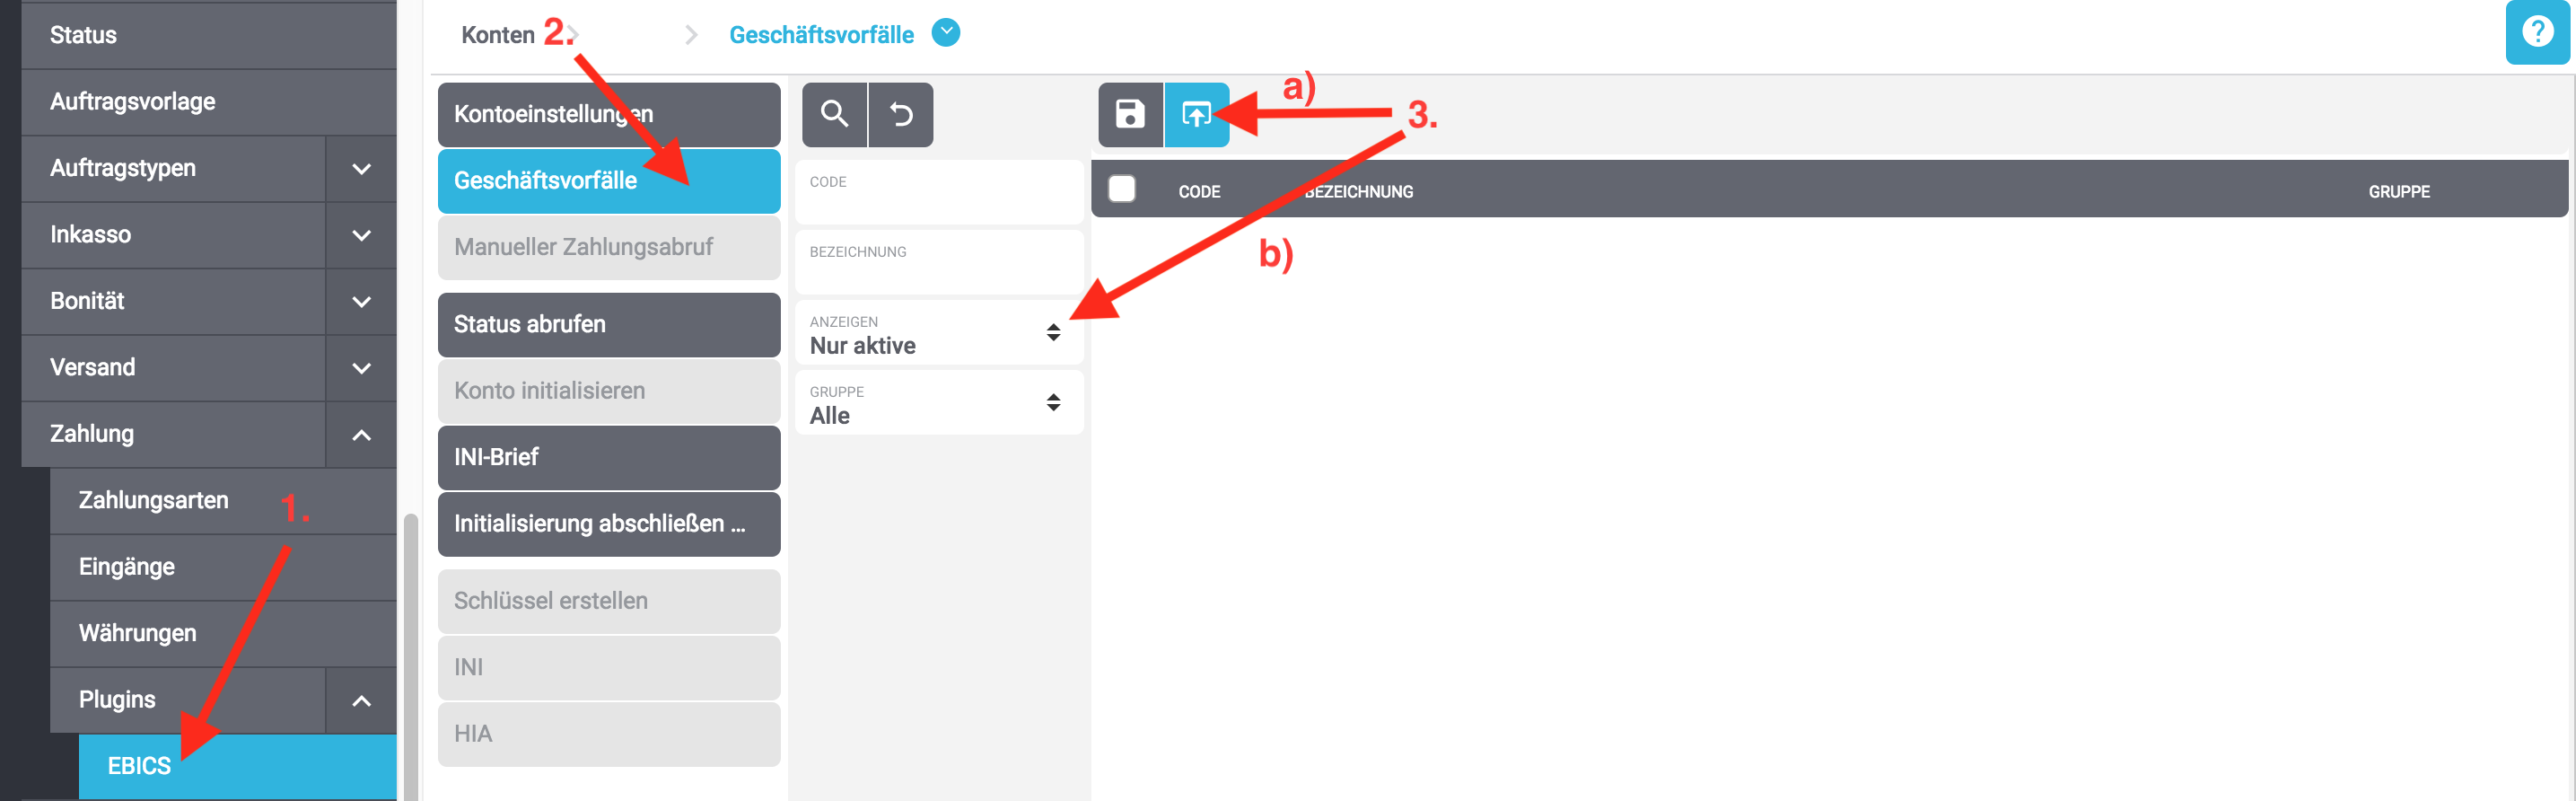 Status
Auftragsvorlage
Auftragstypen
Inkasso
Bonität
Versand
Zahlung
Zahlungsarten
Eingänge
Währungen
Plugins
EBICS
1.
Konten
2.
Geschäftsvorfälle
?
Kontoeinstellungen
Geschäftsvorfälle
Manueller Zahlungsabruf
Status abrufen
Konto initialisieren
INI-Brief
Initialisierung abschließen ...
Schlüssel erstellen
INI
HIA
CODE
BEZEICHNUNG
ANZEIGEN
Nur aktive
GRUPPE
Alle
a)
3.
b)
CODE BEZEICHNUNG GRUPPE